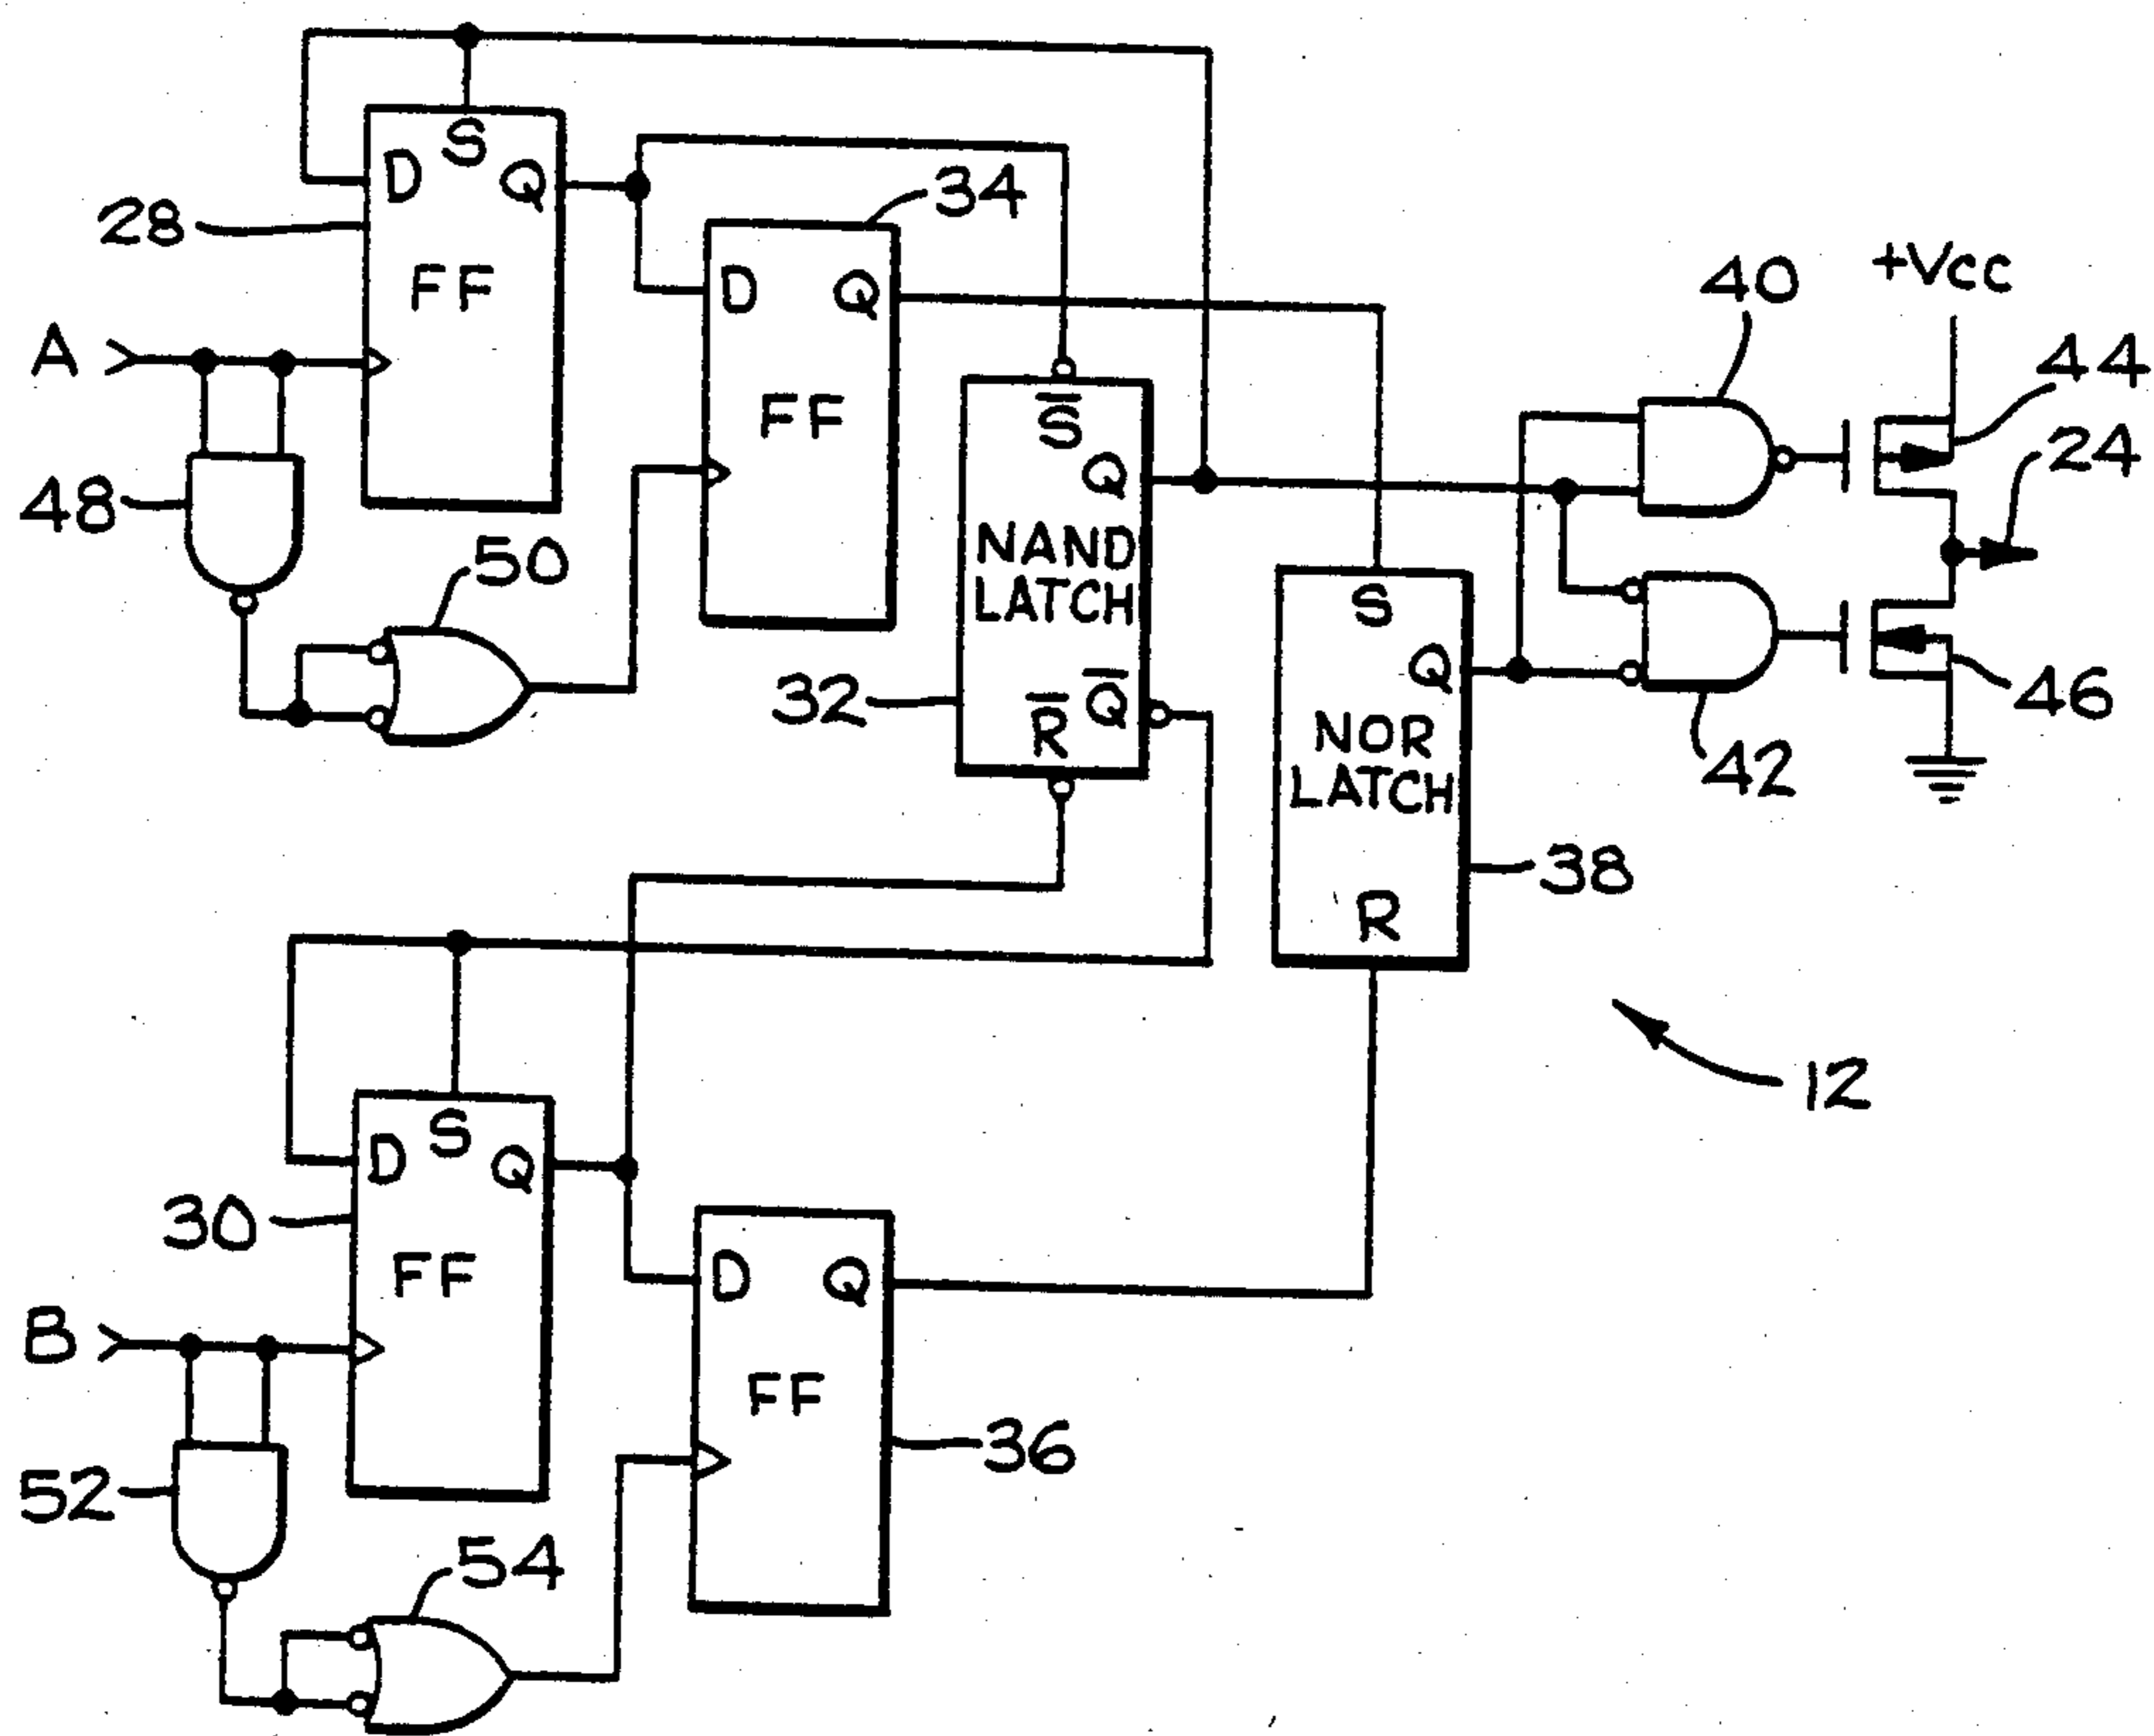 S
D
Q
34
28
D
Q
FF
40
+Vcc
44
A
FF
S̅
24
Q
48
50
NAND
LATCH
S
Q
46
32
R̅
Q̅
NOR
LATCH
42
38
R
12
S
D
Q
30
D
Q
FF
B
FF
36
52
54